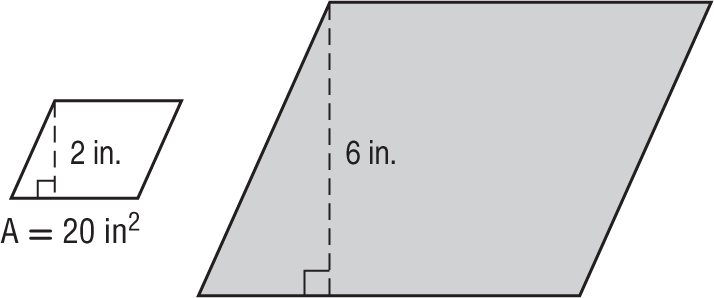 2 in.
A = 20 in²
6 in.